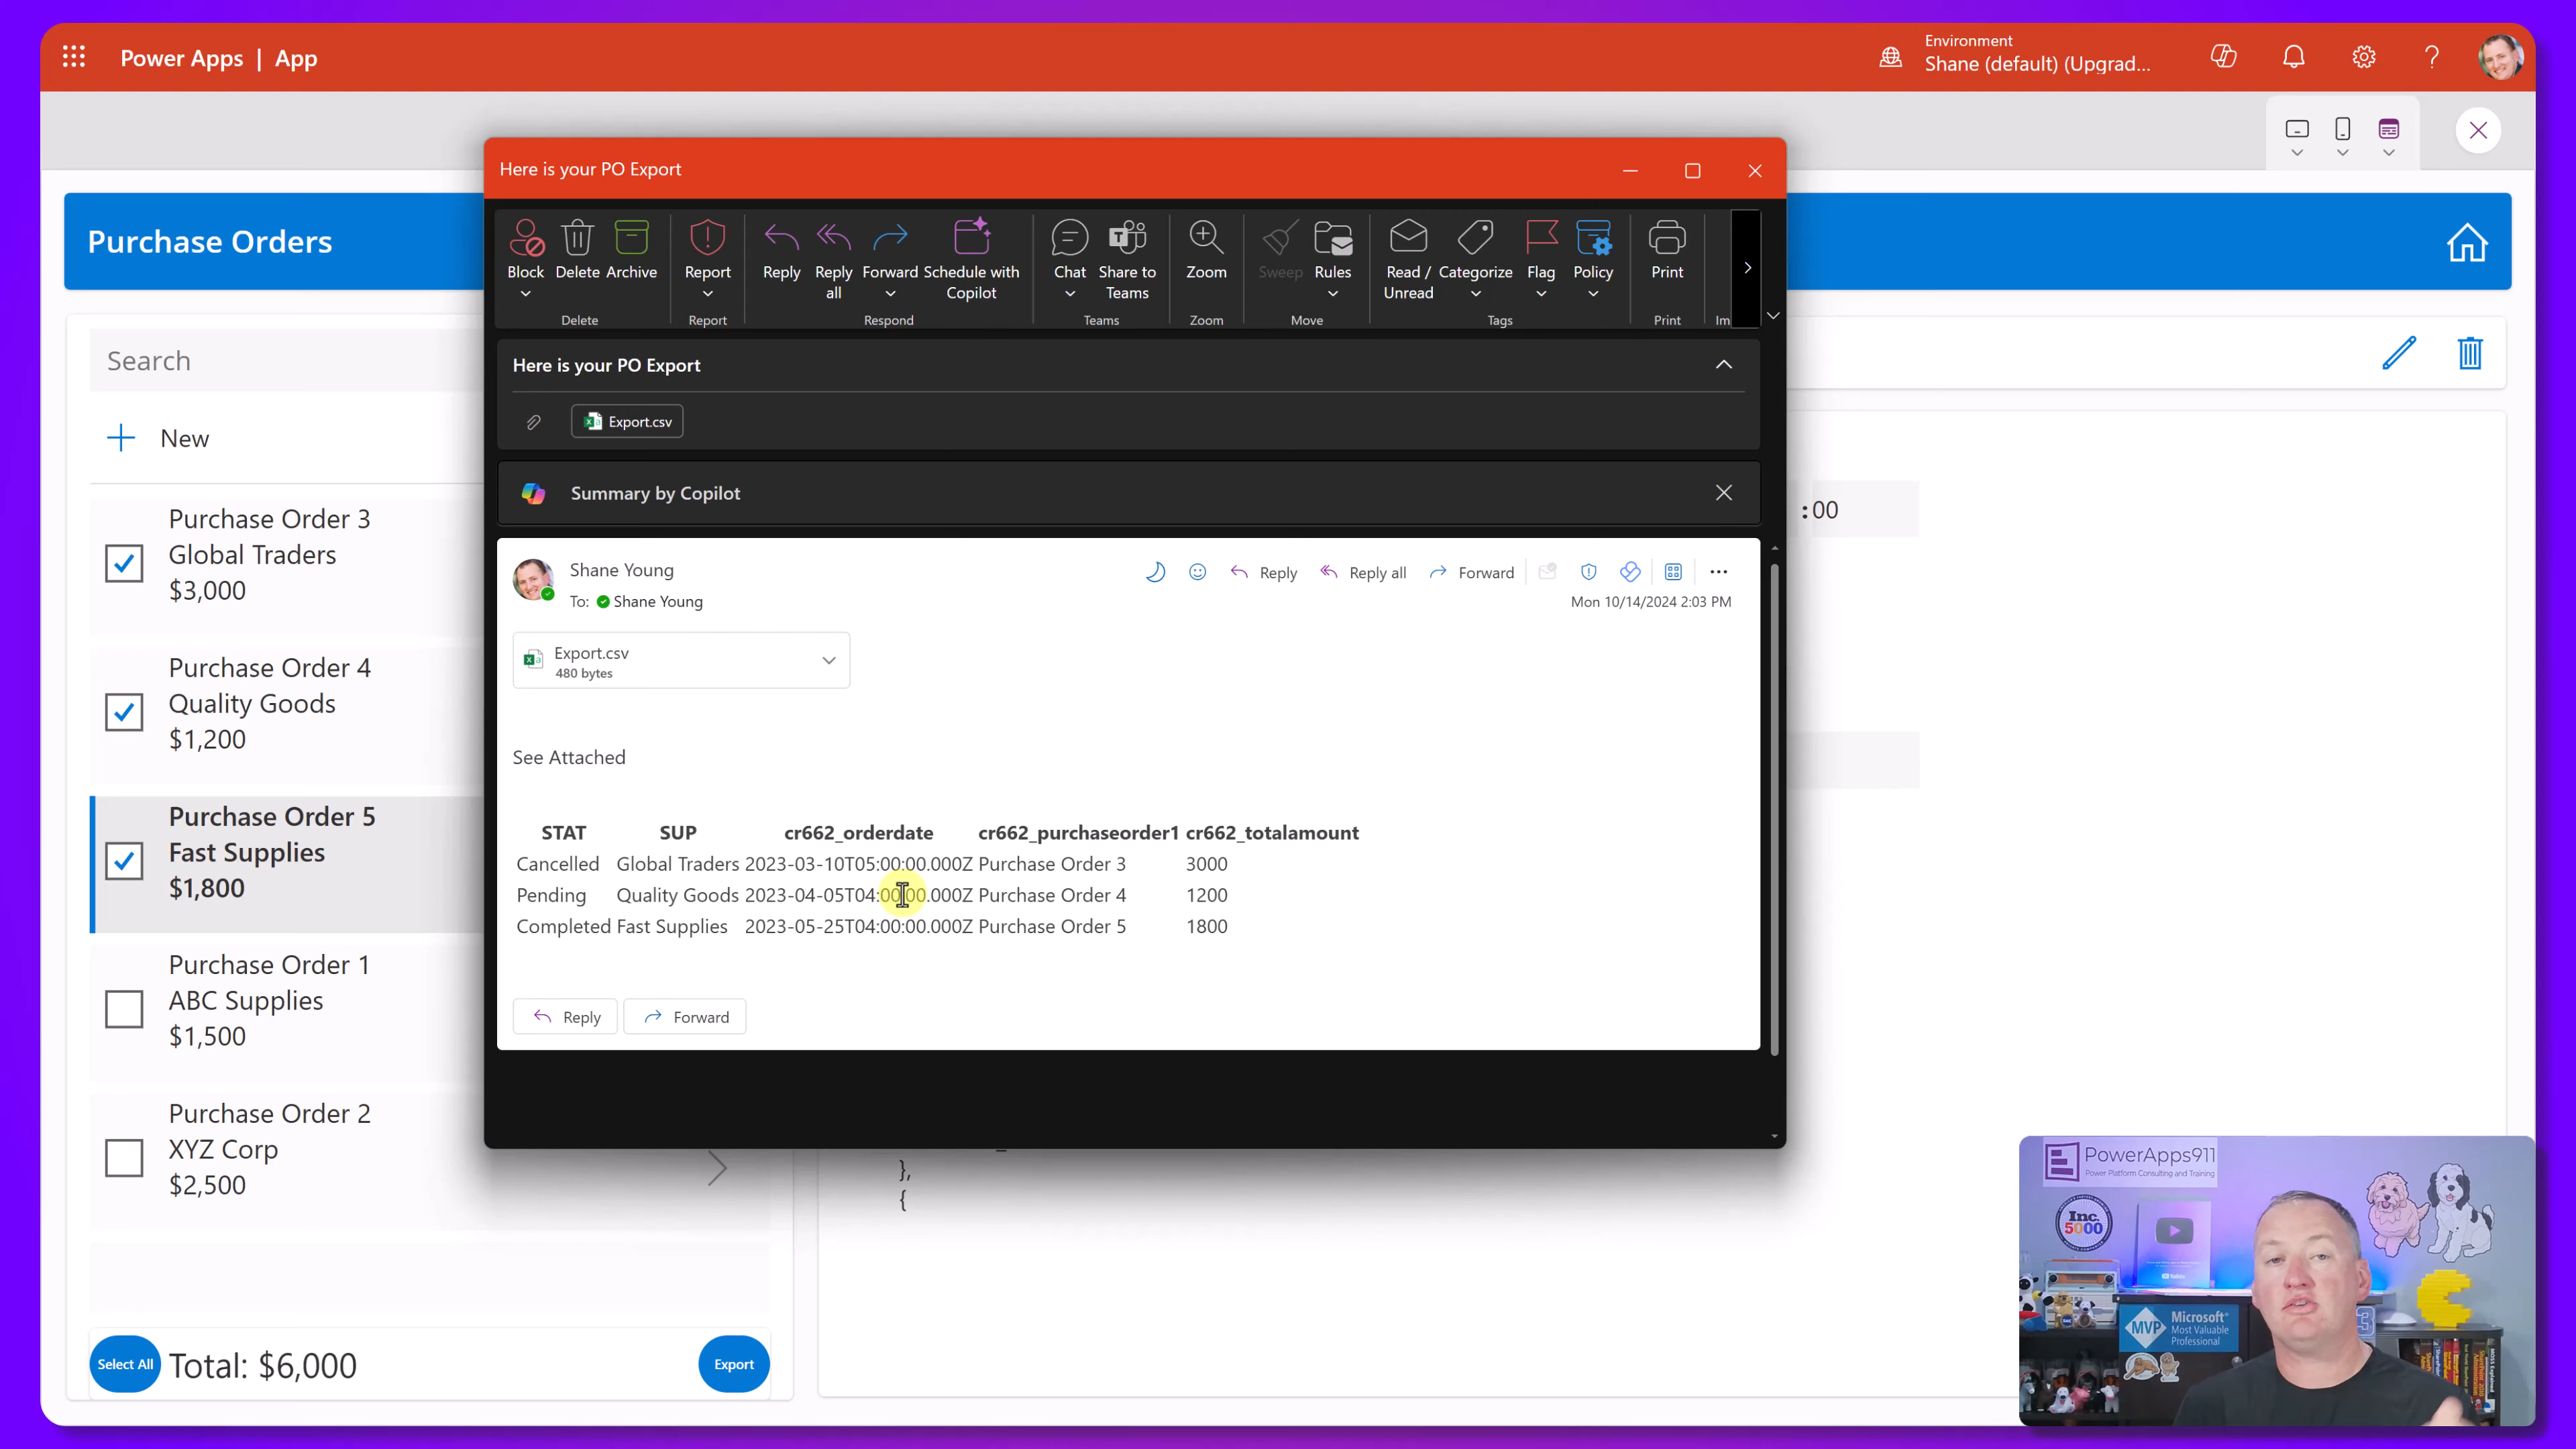 Power Apps | App
Environment
Shane (default) (Upgrad...
Purchase Orders
Search
New
Purchase Order 3
Global Traders
$3,000
Purchase Order 4
Quality Goods
$1,200
Purchase Order 5
Fast Supplies
$1,800
Purchase Order 1
ABC Supplies
$1,500
Purchase Order 2
XYZ Corp
$2,500
Select All
Total: $6,000
Export
Here is your PO Export
Block Delete Archive Report Reply Reply all Forward Schedule with Copilot Chat Share to Teams Zoom Sweep Rules Read / Unread Categorize Flag Policy Print
Delete Report Respond Teams Zoom Move Tags Print Im
Here is your PO Export
Export.csv
Summary by Copilot
Shane Young
To: Shane Young
Reply Reply all Forward
Mon 10/14/2024 2:03 PM
Export.csv
480 bytes
See Attached
STAT SUP cr662_orderdate cr662_purchaseorder1 cr662_totalamount
Cancelled Global Traders 2023-03-10T05:00:00.000Z Purchase Order 3 3000
Pending Quality Goods 2023-04-05T04:00:00.000Z Purchase Order 4 1200
Completed Fast Supplies 2023-05-25T04:00:00.000Z Purchase Order 5 1800
Reply Forward
:00
},
{
PowerApps911
Power Platform Consulting and Training
Inc.
5000
MVP
Microsoft
Most Valuable
Professional